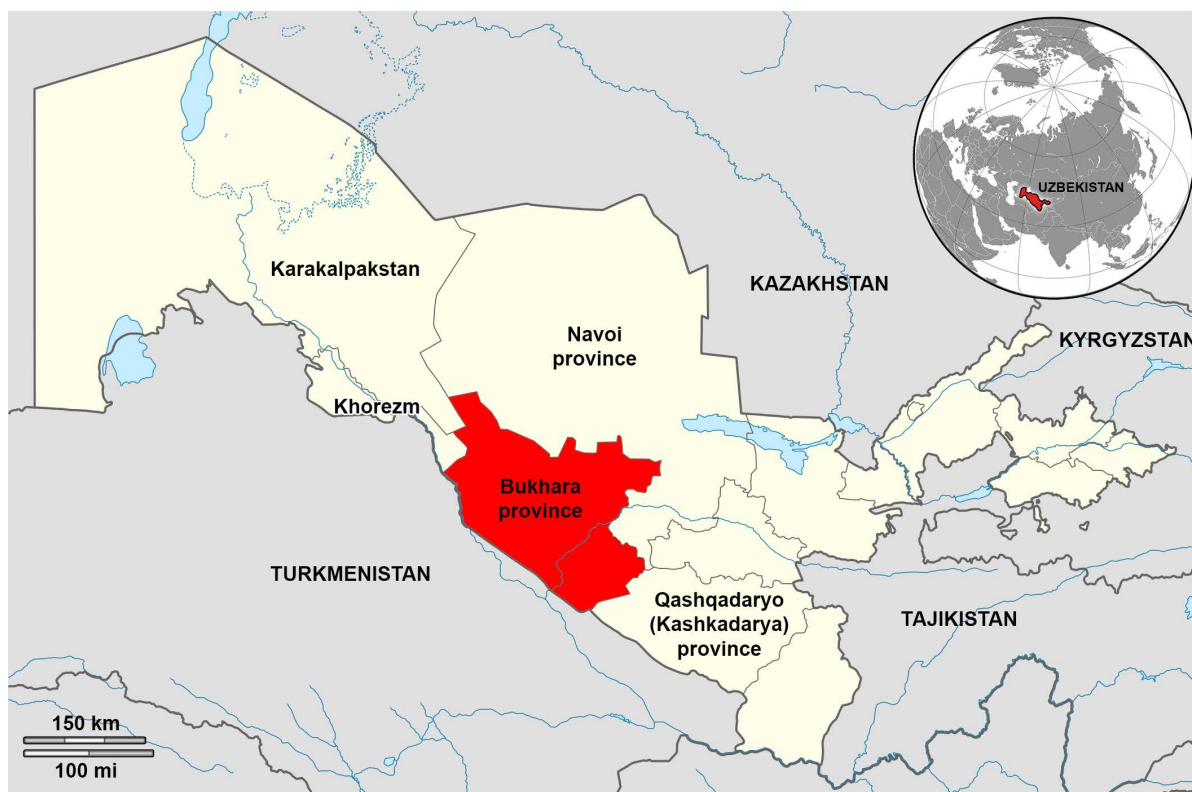 UZBEKISTAN
Karakalpakstan
KAZAKHSTAN
Navoi
province
KYRGYZSTAN
Khorezm
Bukhara
province
TURKMENISTAN
Qashqadaryo
(Kashkadarya)
province
TAJIKISTAN
150 km
100 mi